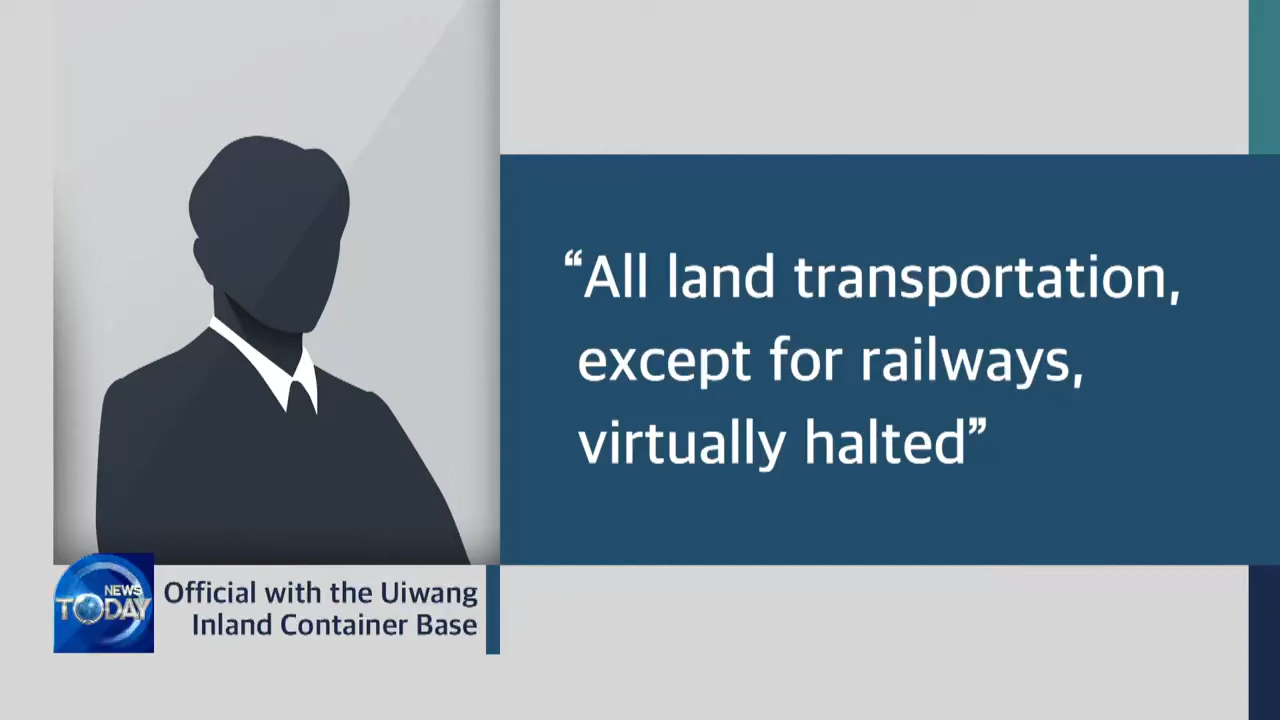 “All land transportation,
except for railways,
virtually halted”
NEWS
TODAY
Official with the Uiwang
Inland Container Base